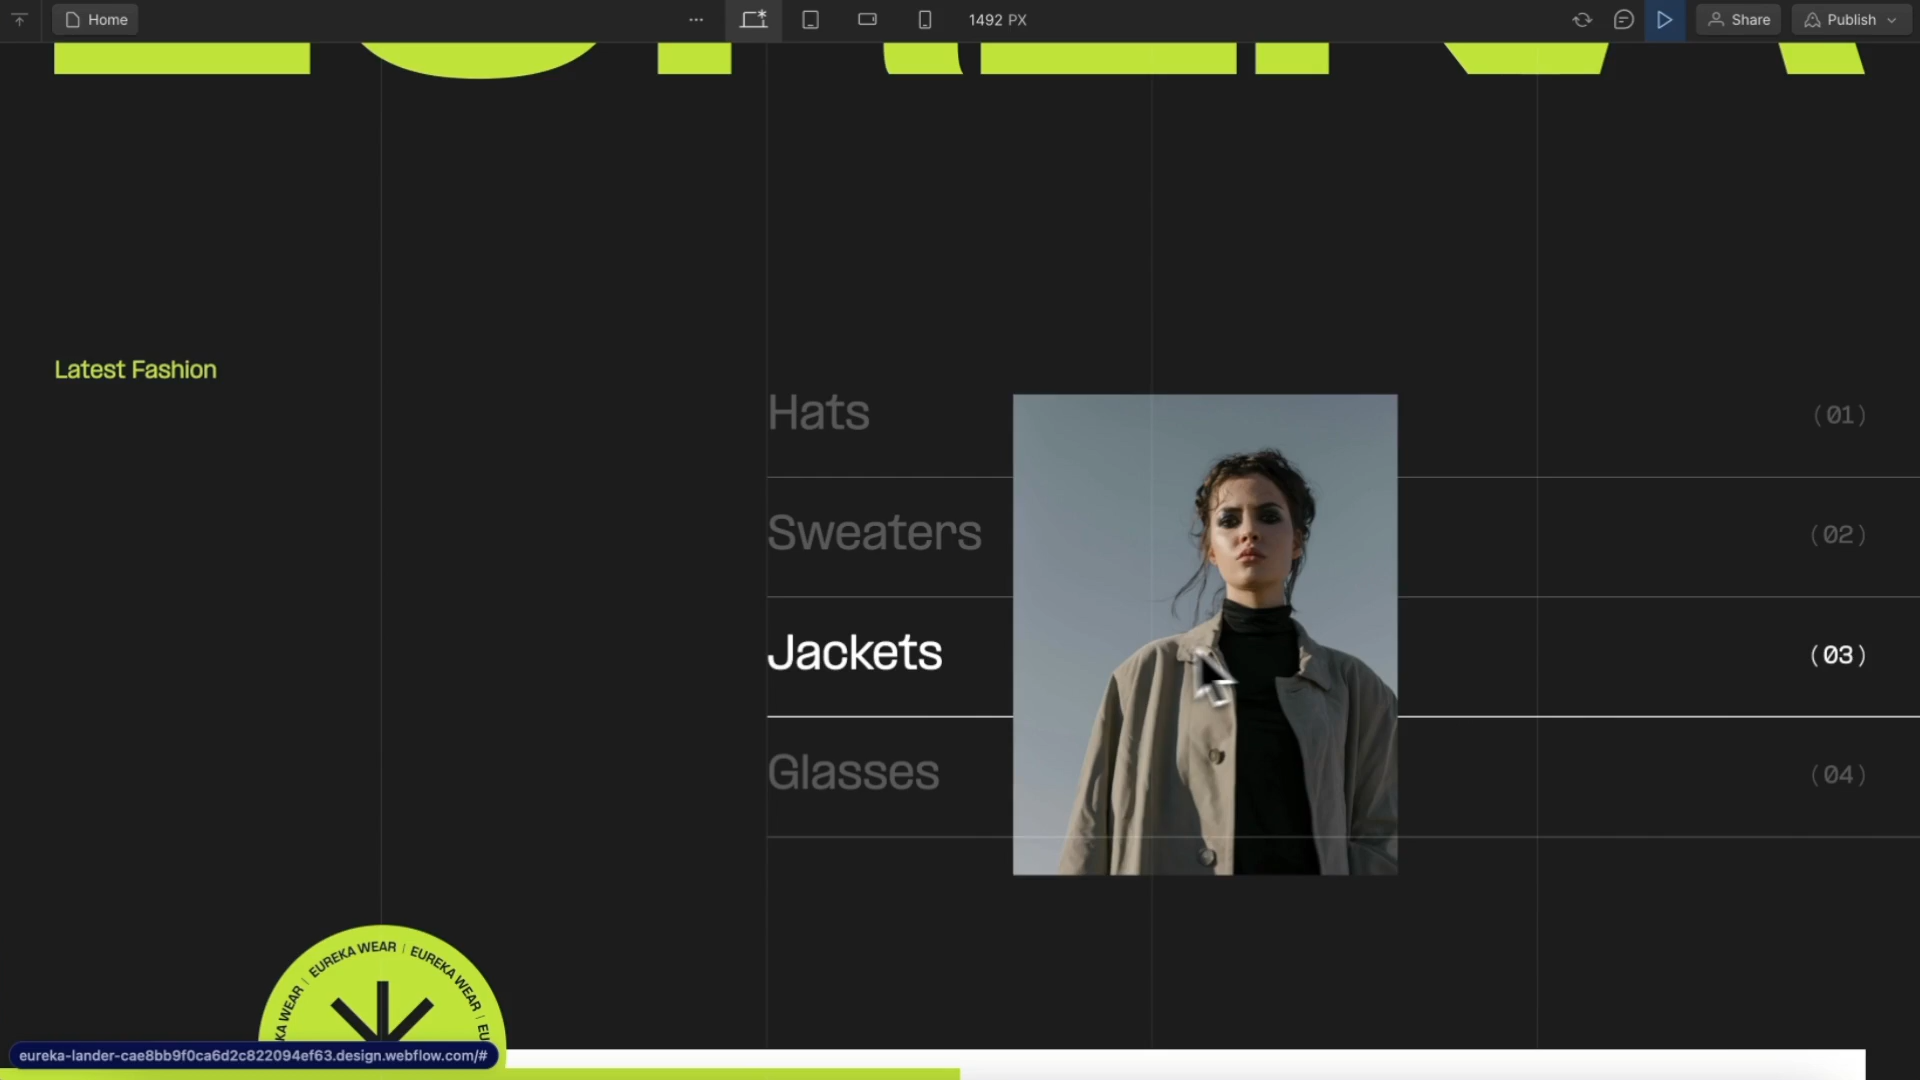 Home
1492 PX
Share
Publish
Latest Fashion
Hats
(01)
Sweaters
(02)
Jackets
(03)
Glasses
(04)
EUREKA WEAR | EUREKA WEAR
eureka-lander-cae8bb9f0ca6d2c822094ef63.design.webflow.com/#